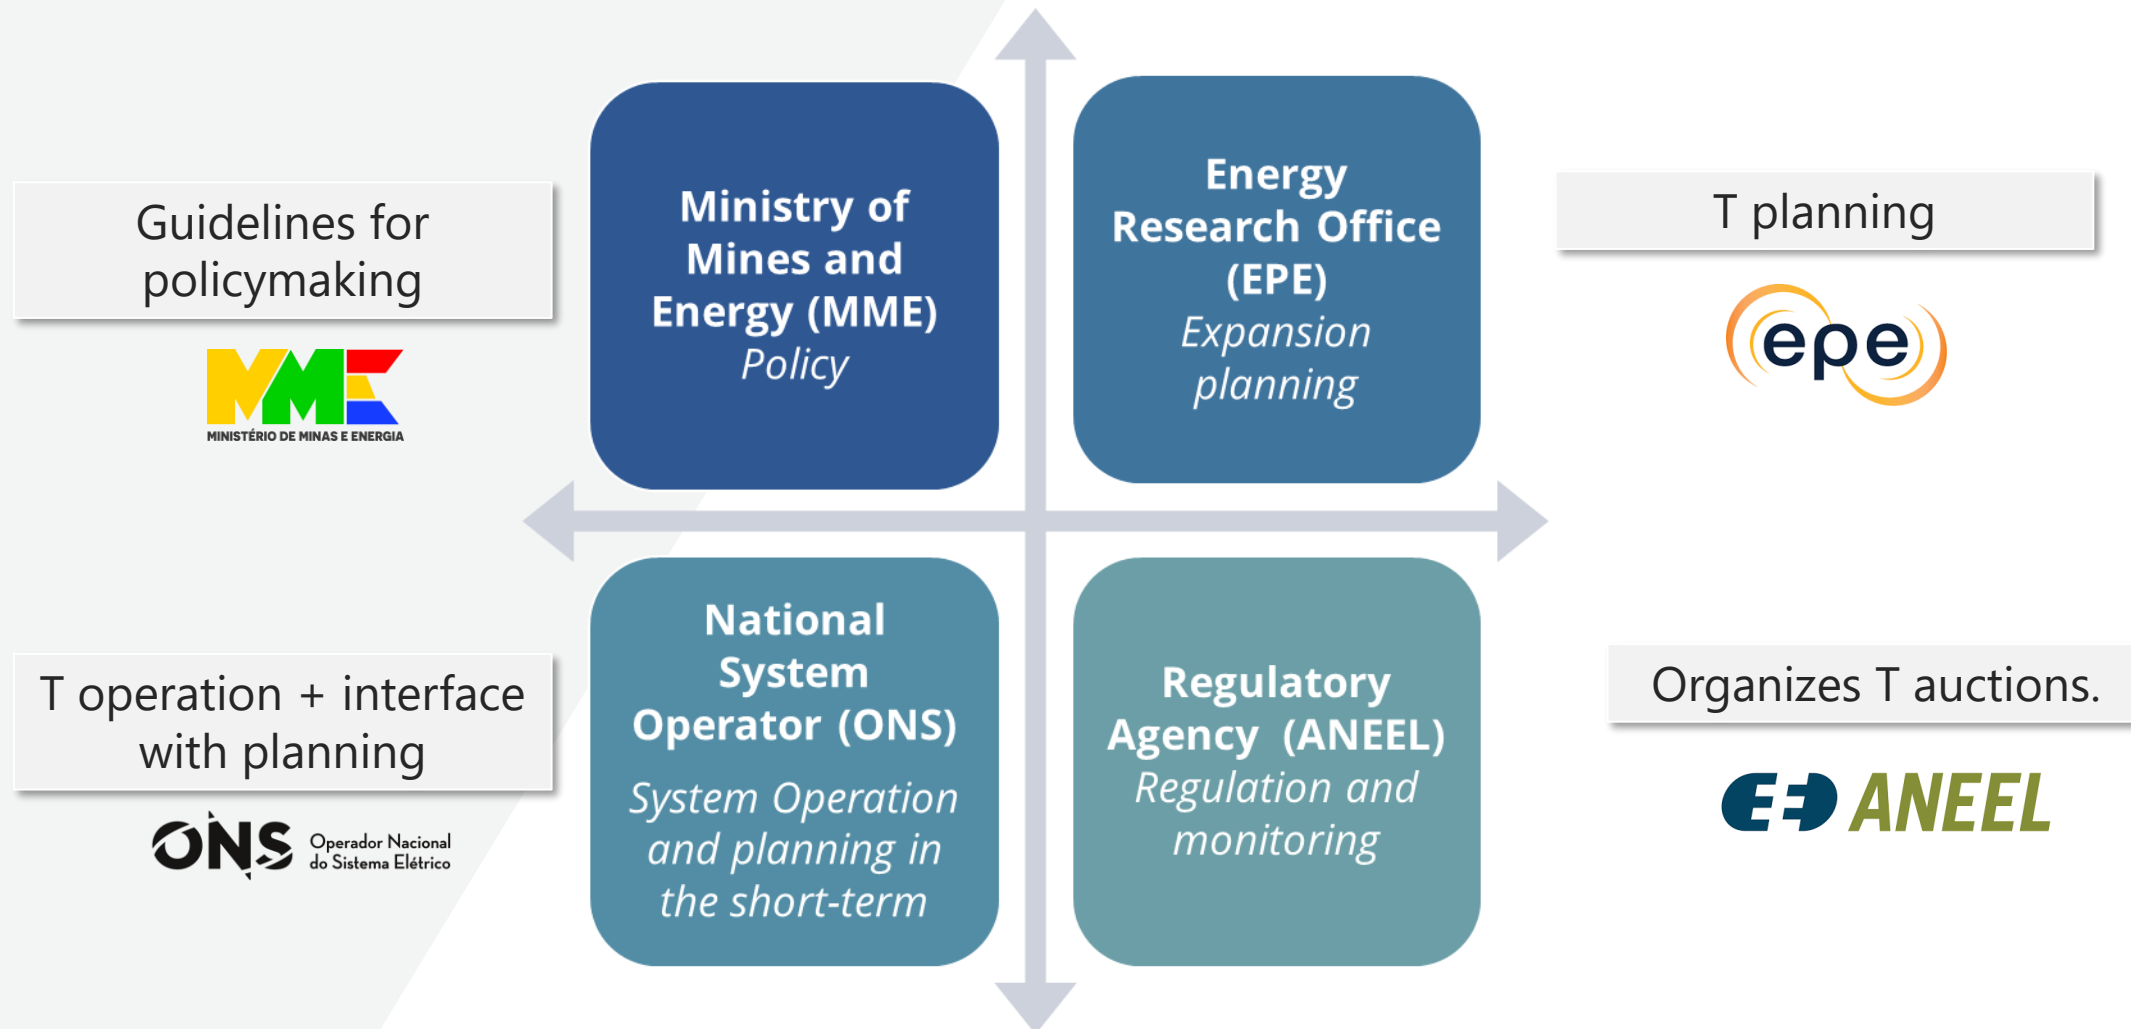 Guidelines for
policymaking
MME
MINISTÉRIO DE MINAS E ENERGIA
Ministry of
Mines and
Energy (MME)
Policy
Energy
Research Office
(EPE)
Expansion
planning
T planning
epe
T operation + interface
with planning
ONS
Operador Nacional
do Sistema Elétrico
National
System
Operator (ONS)
System Operation
and planning in
the short-term
Regulatory
Agency (ANEEL)
Regulation and
monitoring
Organizes T auctions.
ANEEL